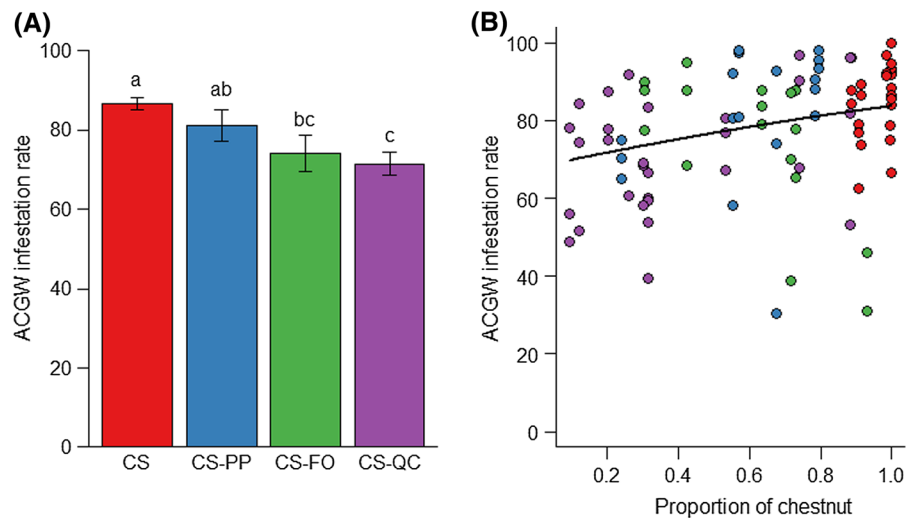 (A)
ACGW infestation rate
100
80
60
40
20
0
a
ab
bc
c
CS
CS-PP
CS-FO
CS-QC
(B)
ACGW infestation rate
100
80
60
40
20
0
0.2
0.4
0.6
0.8
1.0
Proportion of chestnut